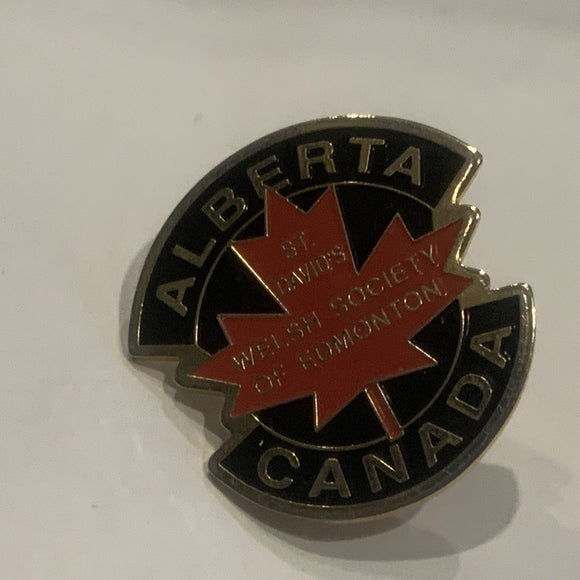 ALBERTA
ST.
DAVID'S
WELSH SOCIETY
OF EDMONTON
CANADA